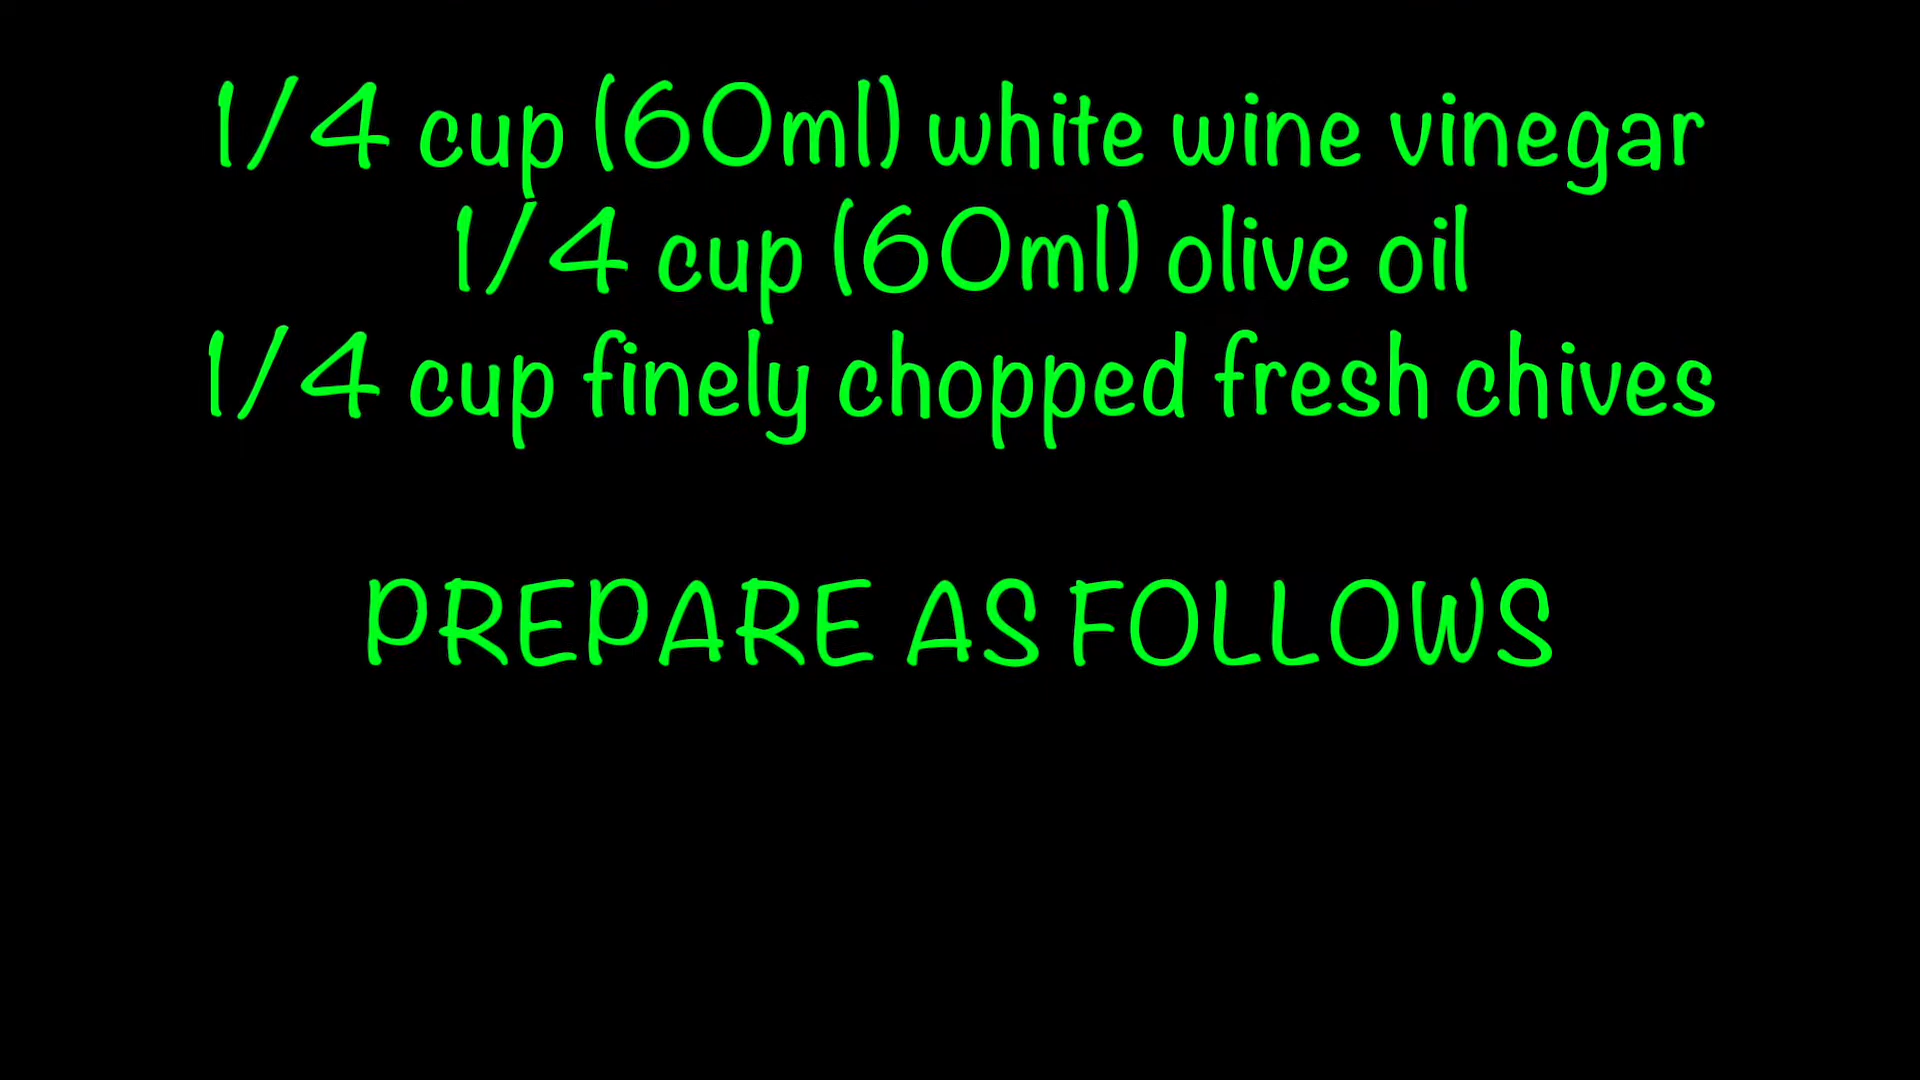 1/4 cup (60ml) white wine vinegar
1/4 cup (60ml) olive oil
1/4 cup finely chopped fresh chives
PREPARE AS FOLLOWS